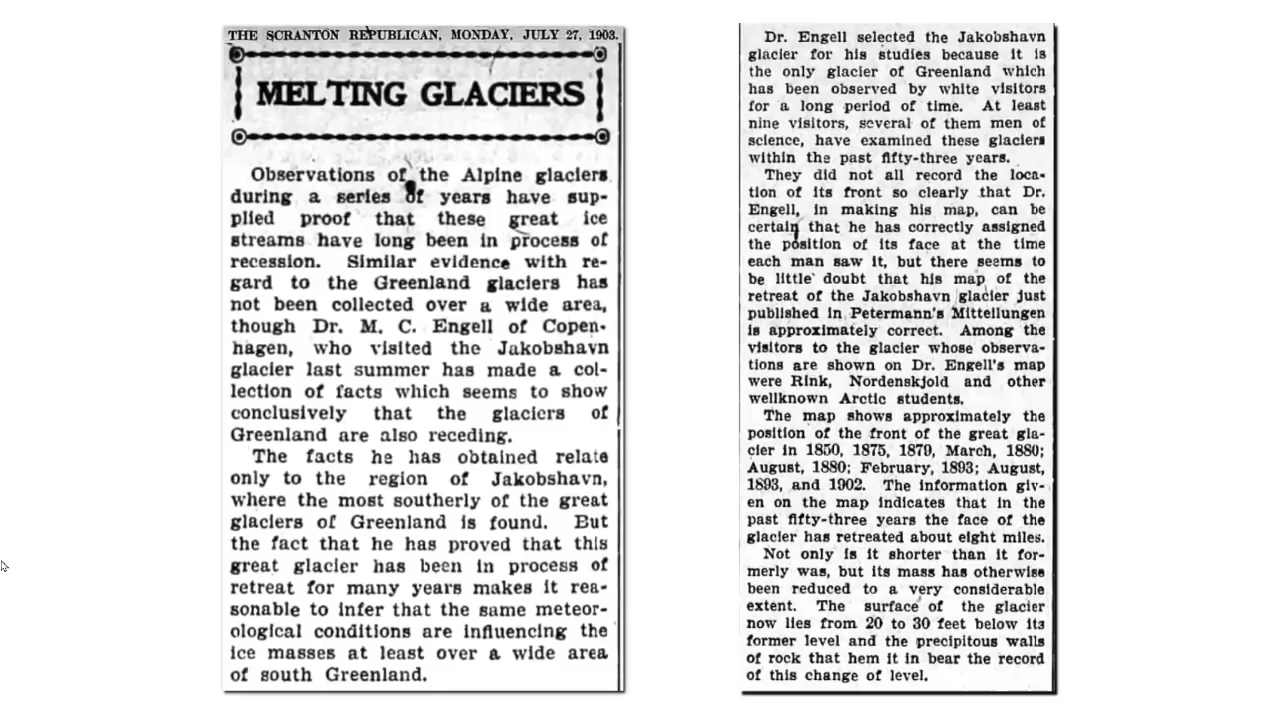 THE SCRANTON REPUBLICAN, MONDAY, JULY 27, 1903.
MELTING GLACIERS
Observations of the Alpine glaciers
during a series of years have sup-
plied proof that these great ice
streams have long been in process of
recession. Similar evidence with re-
gard to the Greenland glaciers has
not been collected over a wide area,
though Dr. M. C. Engell of Copen-
hagen, who visited the Jakobshavn
glacier last summer has made a col-
lection of facts which seems to show
conclusively that the glaciers of
Greenland are also receding.
The facts he has obtained relate
only to the region of Jakobshavn,
where the most southerly of the great
glaciers of Greenland is found. But
the fact that he has proved that this
great glacier has been in process of
retreat for many years makes it rea-
sonable to infer that the same meteor-
ological conditions are influencing the
ice masses at least over a wide area
of south Greenland.
Dr. Engell selected the Jakobshavn
glacier for his studies because it is
the only glacier of Greenland which
has been observed by white visitors
for a long period of time. At least
nine visitors, several of them men of
science, have examined these glaciers
within the past fifty-three years.
They did not all record the loca-
tion of its front so clearly that Dr.
Engell, in making his map, can be
certain that he has correctly assigned
the position of its face at the time
each man saw it, but there seems to
be little doubt that his map of the
retreat of the Jakobshavn glacier just
published in Petermann's Mittellungen
is approximately correct. Among the
visitors to the glacier whose observa-
tions are shown on Dr. Engell's map
were Rink, Nordenskjold and other
wellknown Arctic students.
The map shows approximately the
position of the front of the great gla-
cier in 1850, 1875, 1879, March, 1880;
August, 1880; February, 1893; August,
1893, and 1902. The information giv-
en on the map indicates that in the
past fifty-three years the face of the
glacier has retreated about eight miles.
Not only is it shorter than it for-
merly was, but its mass has otherwise
been reduced to a very considerable
extent. The surface of the glacier
now lies from 20 to 30 feet below its
former level and the precipitous walls
of rock that hem it in bear the record
of this change of level.